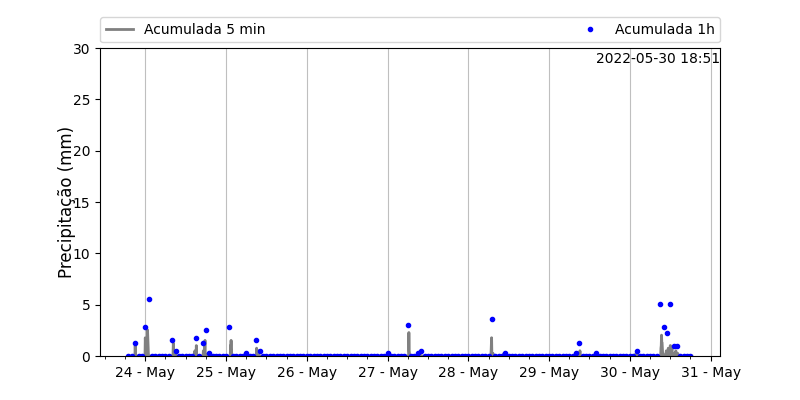 Acumulada 5 min
Acumulada 1h
2022-05-30 18:51
Precipitação (mm)
30
25
20
15
10
5
0
24 - May
25 - May
26 - May
27 - May
28 - May
29 - May
30 - May
31 - May